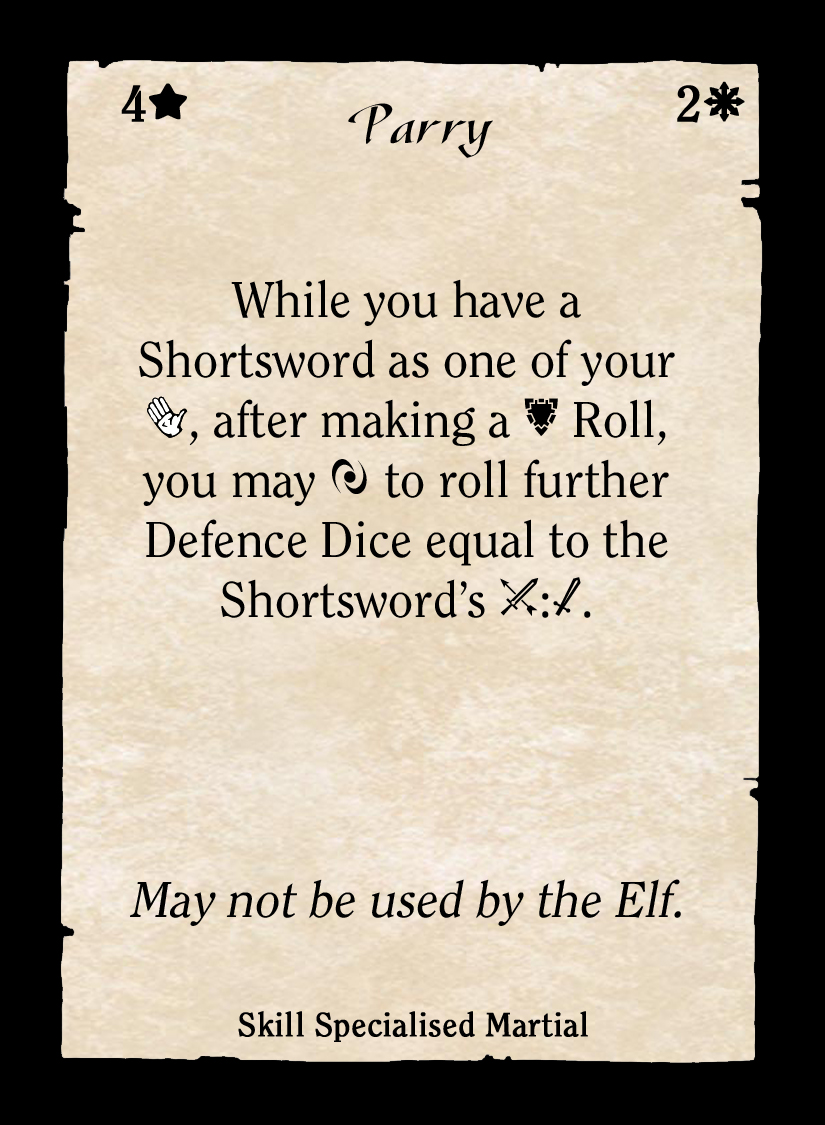 4
Parry
2
While you have a
Shortsword as one of your
, after making a Roll,
you may to roll further
Defence Dice equal to the
Shortsword’s :.
May not be used by the Elf.
Skill Specialised Martial